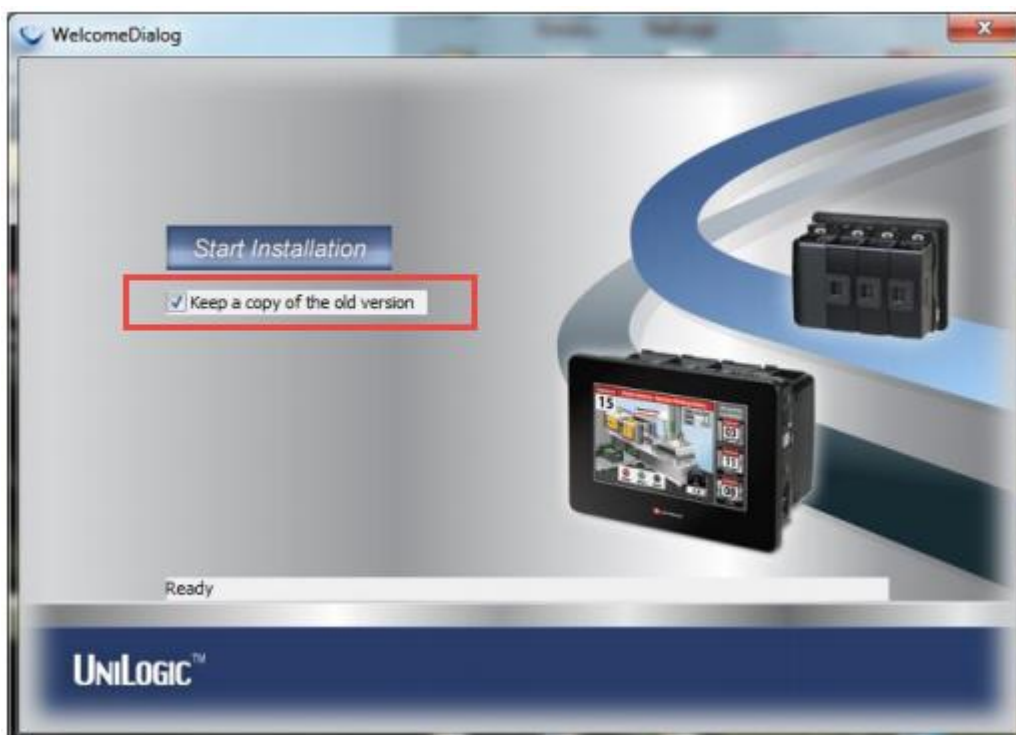 WelcomeDialog
Start Installation
Keep a copy of the old version
15
Ready
UNILOGIC™